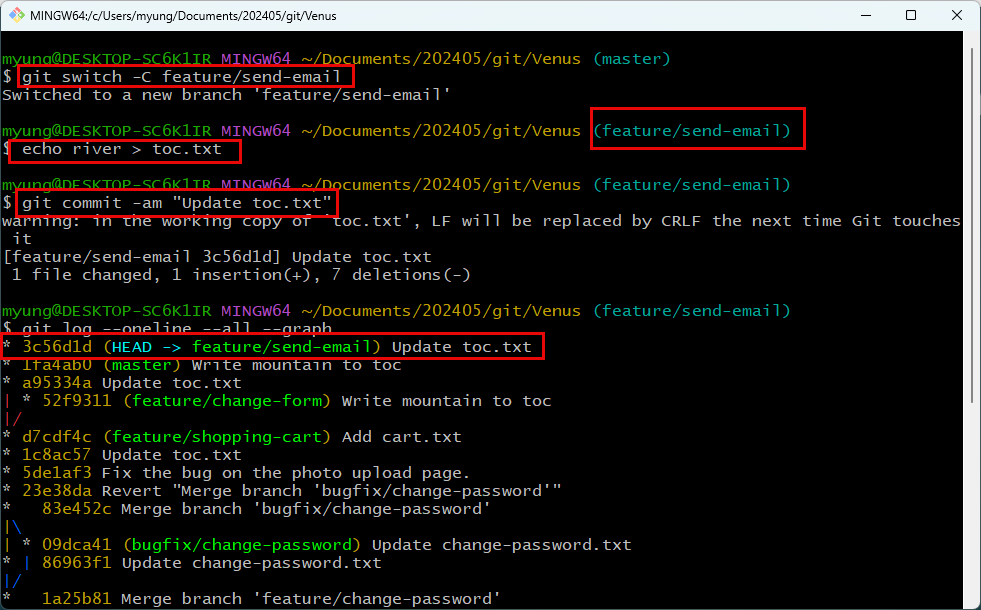 MINGW64:/c/Users/myung/Documents/202405/git/Venus
myung@DESKTOP-SC6K1IR MINGW64 ~/Documents/202405/git/Venus (master)
$ git switch -C feature/send-email
Switched to a new branch 'feature/send-email'
myung@DESKTOP-SC6K1IR MINGW64 ~/Documents/202405/git/Venus (feature/send-email)
$ echo river > toc.txt
myung@DESKTOP-SC6K1IR MINGW64 ~/Documents/202405/git/Venus (feature/send-email)
$ git commit -am "Update toc.txt"
warning: in the working copy of 'toc.txt', LF will be replaced by CRLF the next time Git touches
it
[feature/send-email 3c56d1d] Update toc.txt
1 file changed, 1 insertion(+), 7 deletions(-)
myung@DESKTOP-SC6K1IR MINGW64 ~/Documents/202405/git/Venus (feature/send-email)
$ git log --oneline --all --graph
* 3c56d1d (HEAD -> feature/send-email) Update toc.txt
* 1fa4ab0 (master) Write mountain to toc
* a95334a Update toc.txt
| * 52f9311 (feature/change-form) Write mountain to toc
|/
* d7cdf4c (feature/shopping-cart) Add cart.txt
* 1c8ac57 Update toc.txt
* 5de1af3 Fix the bug on the photo upload page.
* 23e38da Revert "Merge branch 'bugfix/change-password'"
*   83e452c Merge branch 'bugfix/change-password'
|\
| * 09dca41 (bugfix/change-password) Update change-password.txt
* | 86963f1 Update change-password.txt
|/
*   1a25b81 Merge branch 'feature/change-password'